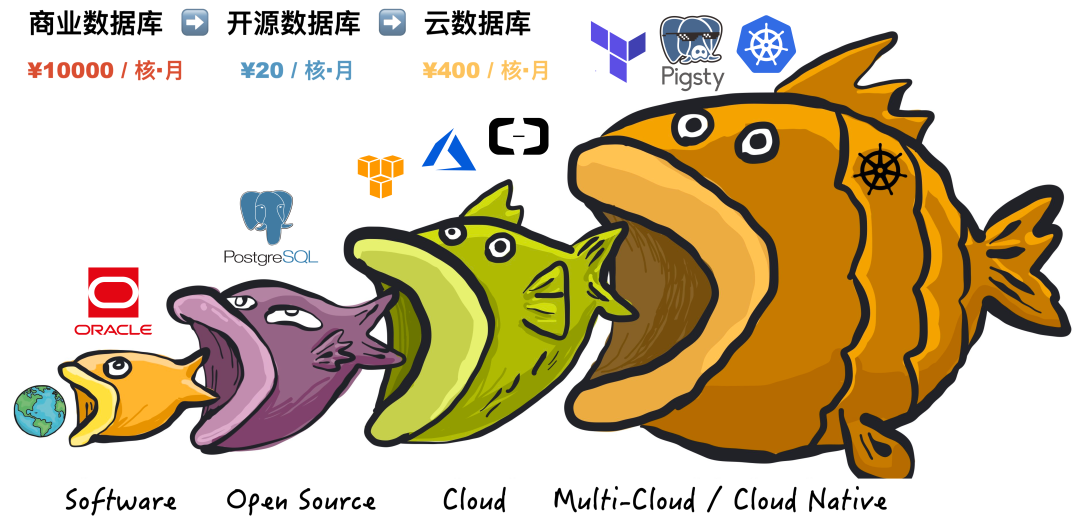 商业数据库 ➡ 开源数据库 ➡ 云数据库
¥10000 / 核·月 ¥20 / 核·月 ¥400 / 核·月
Pigsty
PostgreSQL
ORACLE
Software Open Source Cloud Multi-Cloud / Cloud Native